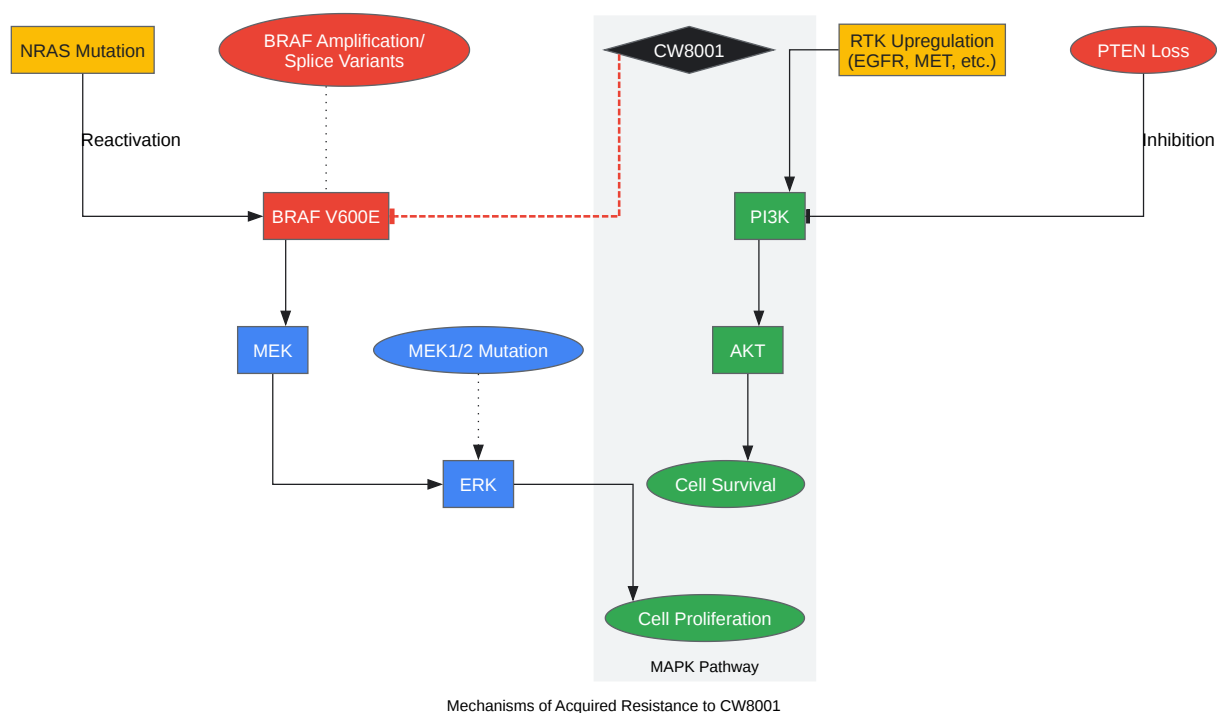 NRAS Mutation
BRAF Amplification/
Splice Variants
CW8001
RTK Upregulation
(EGFR, MET, etc.)
PTEN Loss
Reactivation
Inhibition
BRAF V600E
PI3K
MEK
MEK1/2 Mutation
AKT
ERK
Cell Survival
Cell Proliferation
MAPK Pathway
Mechanisms of Acquired Resistance to CW8001